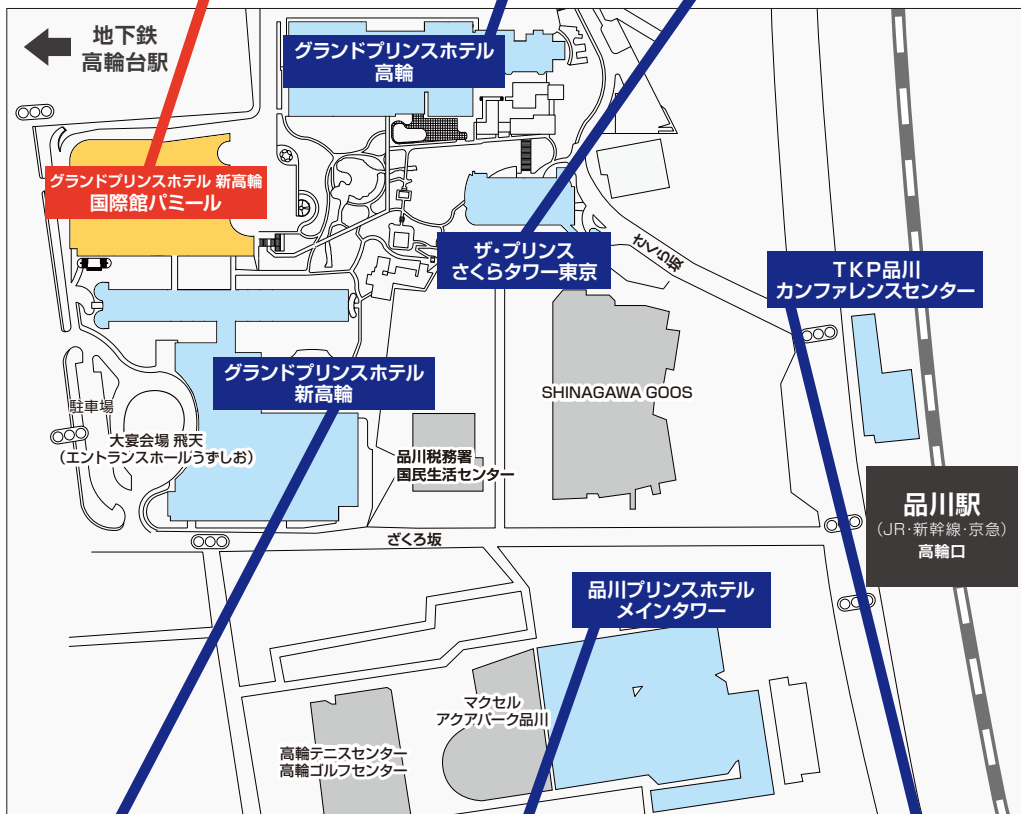 地下鉄
高輪台駅
グランドプリンスホテル
高輪
グランドプリンスホテル 新高輪
国際館パミール
ザ・プリンス
さくらタワー東京
さくら坂
TKP品川
カンファレンスセンター
グランドプリンスホテル
新高輪
SHINAGAWA GOOS
駐車場
大宴会場 飛天
(エントランスホールうずしお)
品川税務署
国民生活センター
品川駅
(JR・新幹線・京急)
高輪口
ざくろ坂
品川プリンスホテル
メインタワー
マクセル
アクアパーク品川
高輪テニスセンター
高輪ゴルフセンター